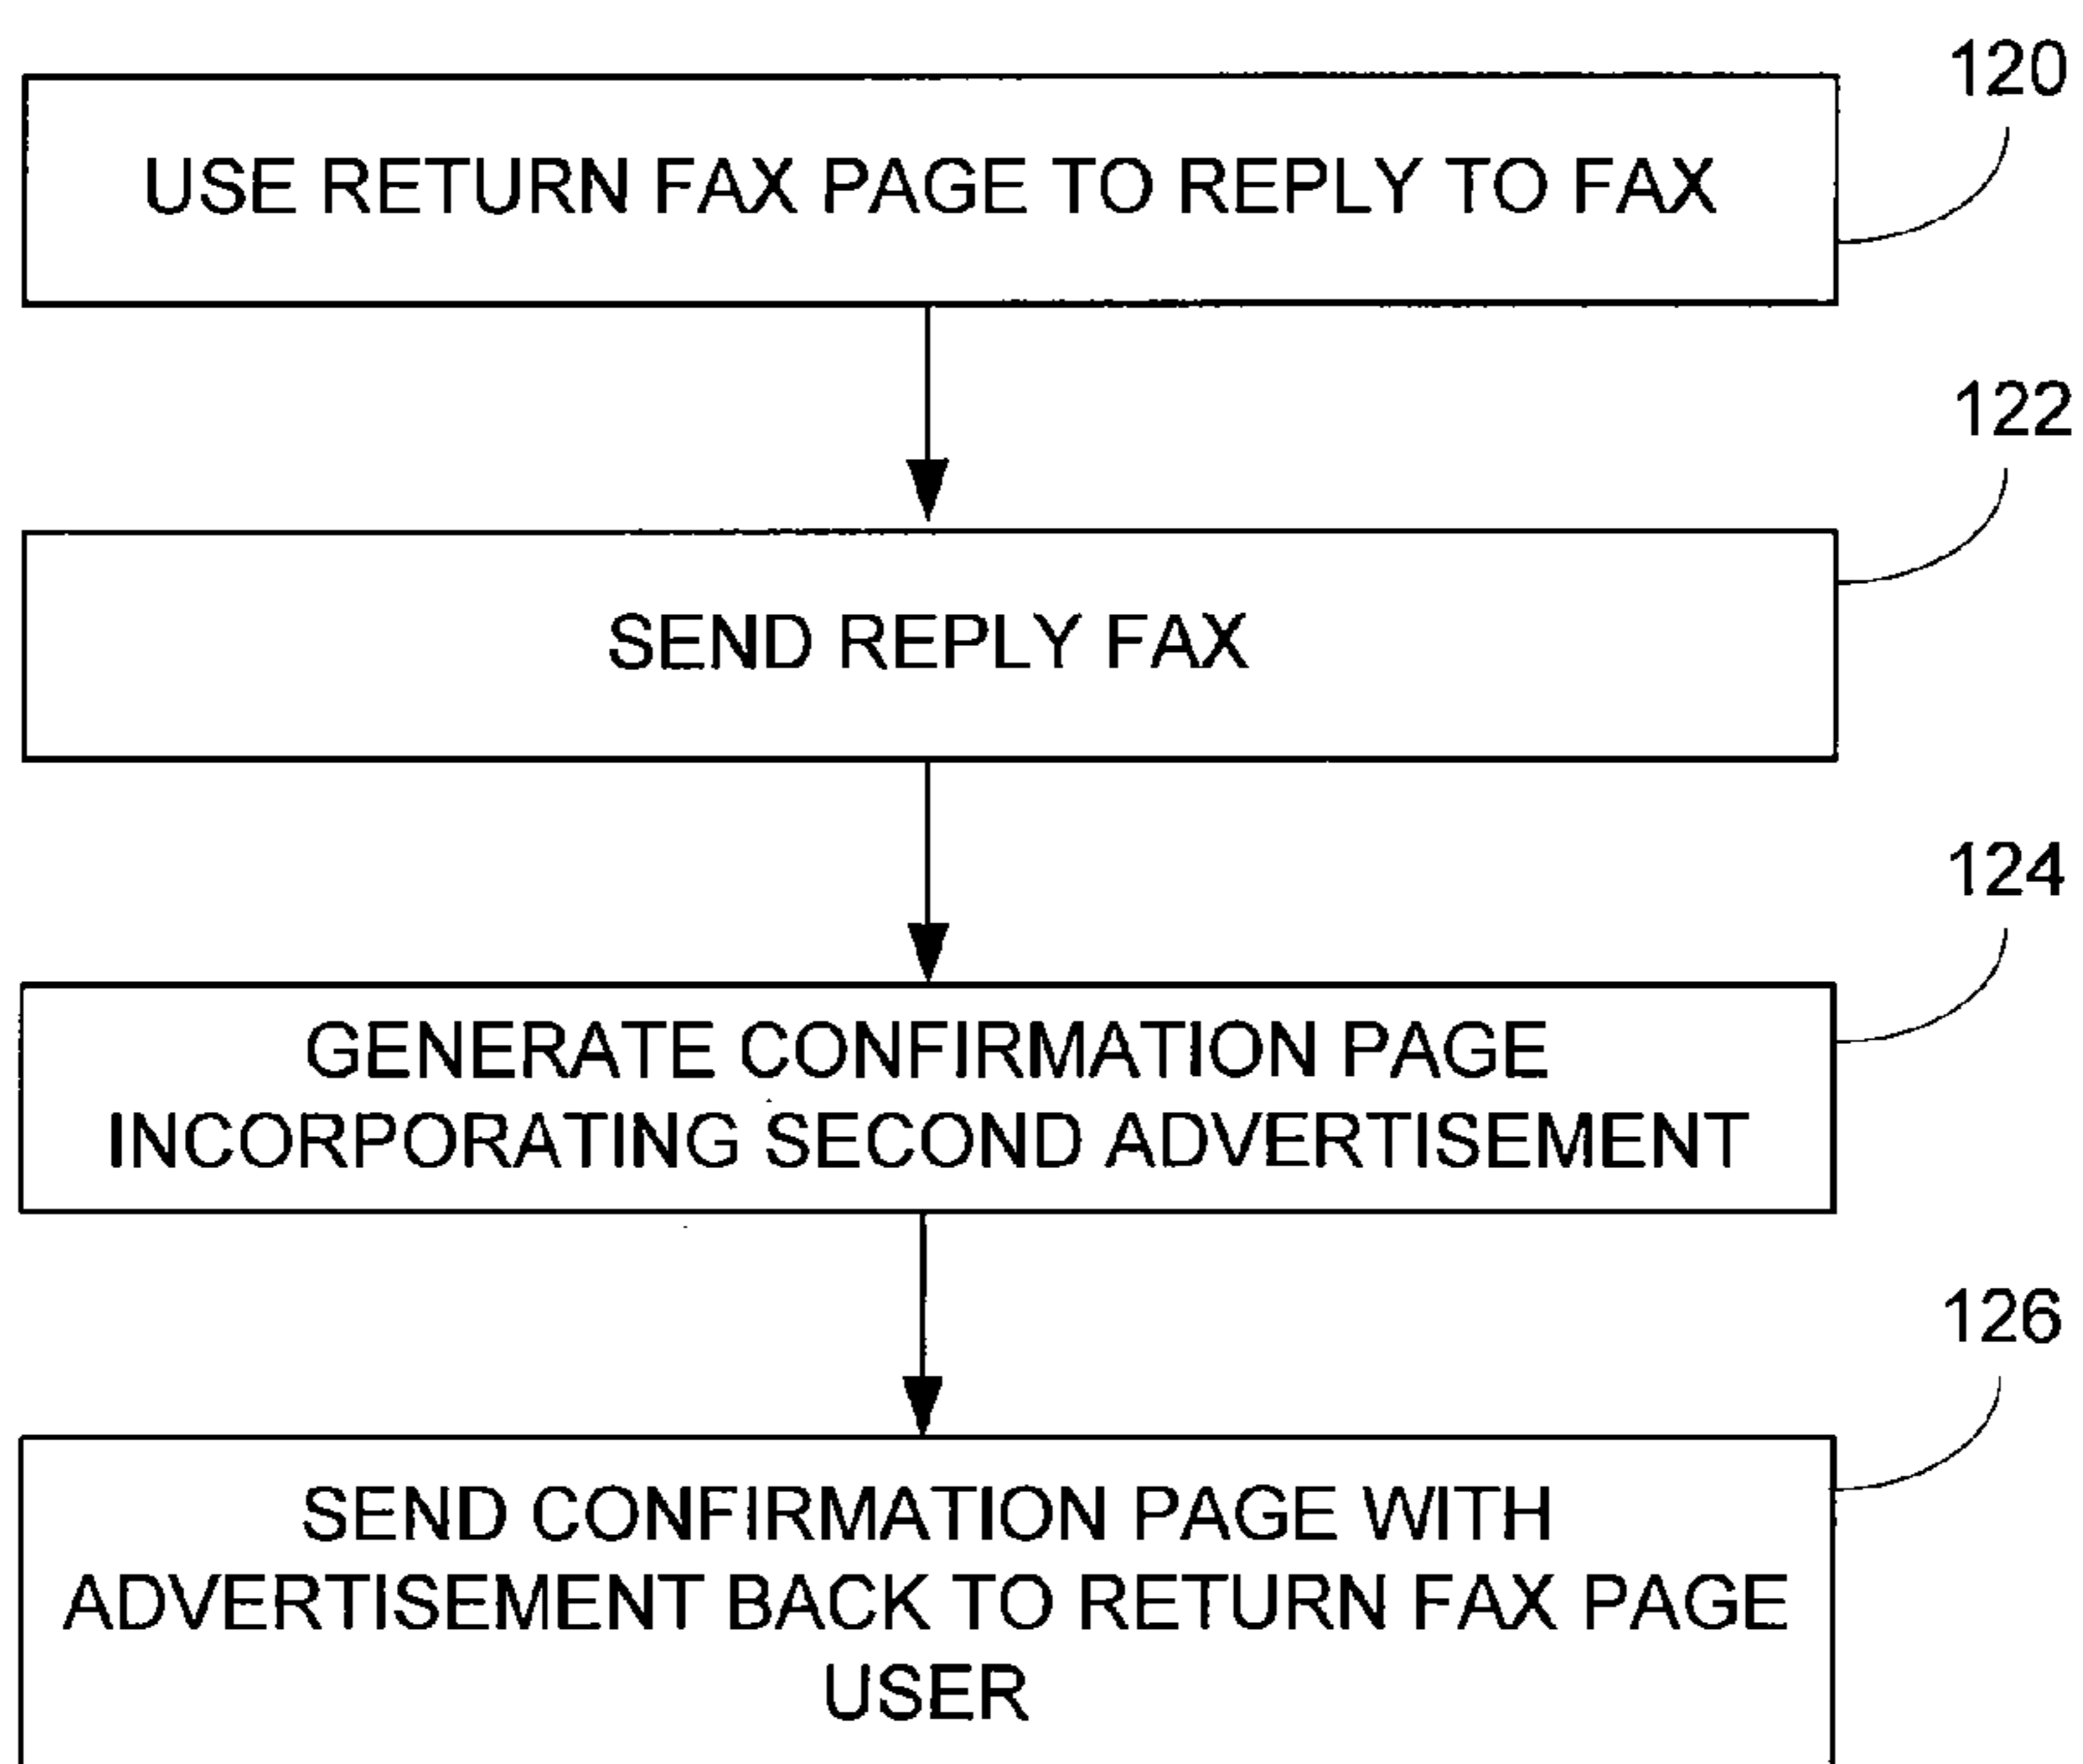 120
USE RETURN FAX PAGE TO REPLY TO FAX
122
SEND REPLY FAX
124
GENERATE CONFIRMATION PAGE
INCORPORATING SECOND ADVERTISEMENT
126
SEND CONFIRMATION PAGE WITH
ADVERTISEMENT BACK TO RETURN FAX PAGE
USER